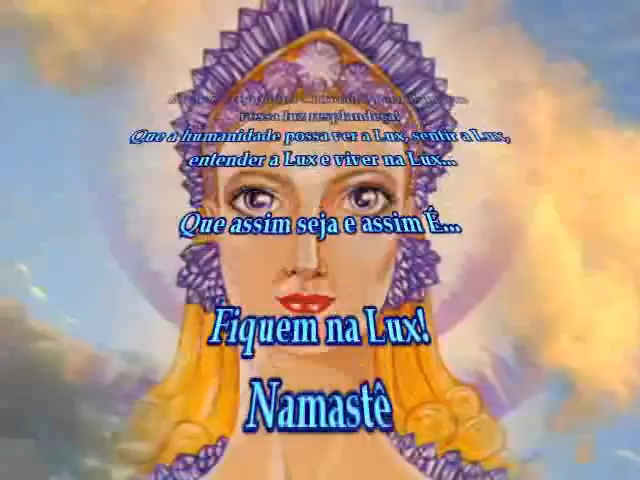 vossa luz resplandeça!
Que a humanidade possa ver a Lux, sentir a Lux,
entender a Lux e viver na Lux...
Que assim seja e assim É...
Fiquem na Lux!
Namastê